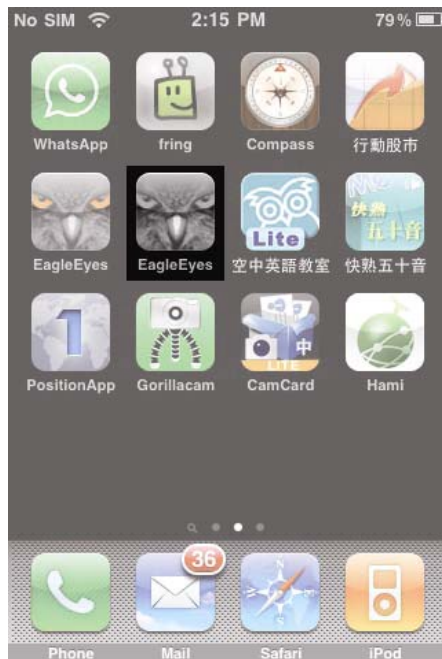 No SIM 2:15 PM 79%
WhatsApp fring Compass 行動股市
Lite
快熟
五十音
EagleEyes EagleEyes 空中英語教室 快熟五十音
1 中
LITE
PositionApp Gorillacam CamCard Hami
36
Phone Mail Safari iPod